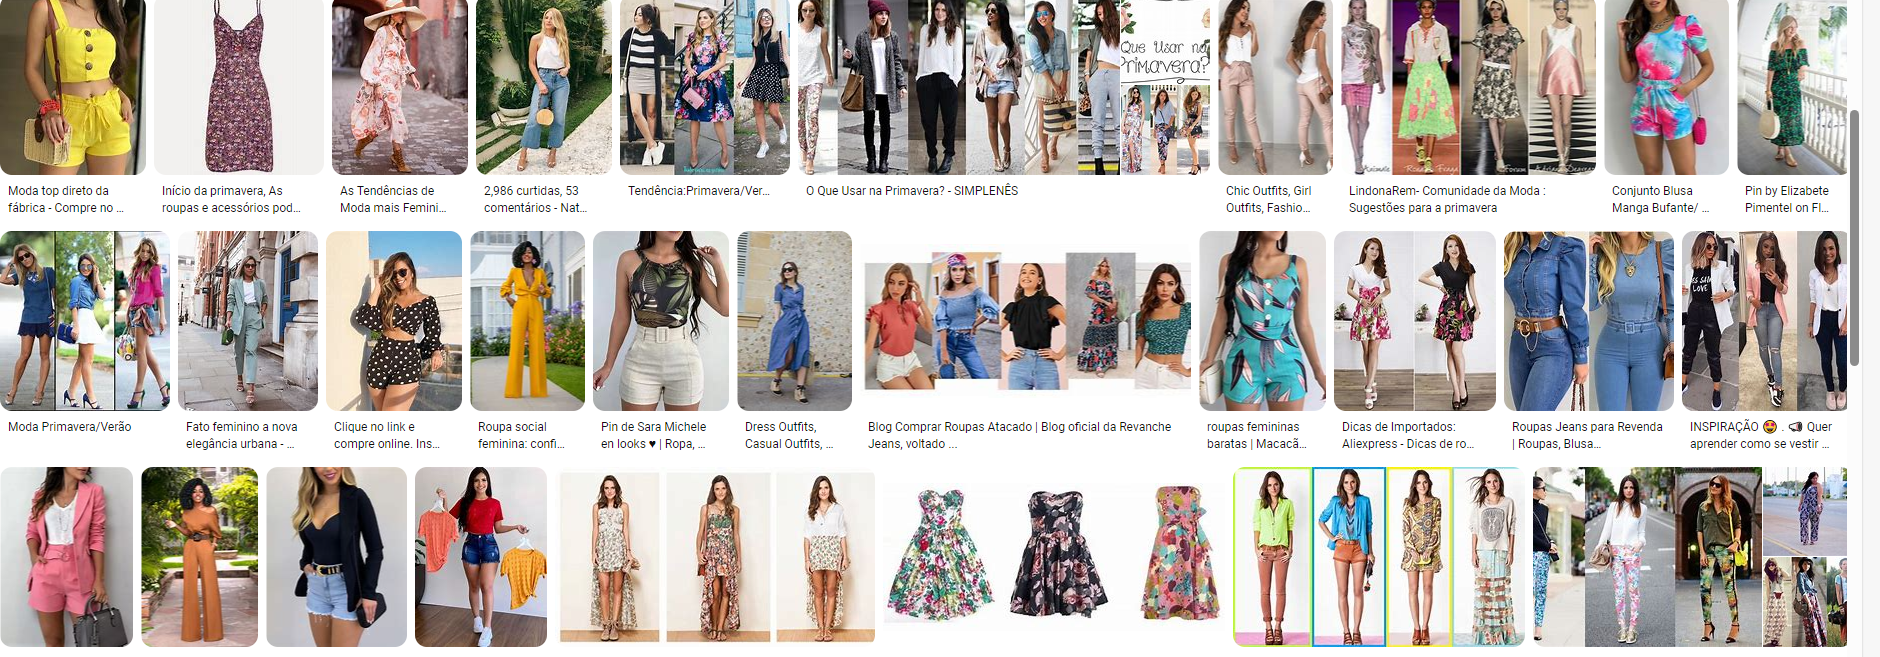 Que usar na
Primavera?
Moda top direto da
fábrica - Compre no ...
Início da primavera, As
roupas e acessórios pod...
As Tendências de
Moda mais Femini...
2,986 curtidas, 53
comentários - Nat...
Tendência:Primavera/Ver...
O Que Usar na Primavera? - SIMPLENÊS
Chic Outfits, Girl
Outfits, Fashio...
LindonaRem- Comunidade da Moda :
Sugestões para a primavera
Conjunto Blusa
Manga Bufante/ ...
Pin by Elizabete
Pimentel on Fl...
Moda Primavera/Verão
Fato feminino a nova
elegância urbana - ...
Clique no link e
compre online. Ins...
Roupa social
feminina: confi...
Pin de Sara Michele
en looks ♥ | Ropa, ...
Dress Outfits,
Casual Outfits, ...
Blog Comprar Roupas Atacado | Blog oficial da Revanche
Jeans, voltado ...
roupas femininas
baratas | Macacã...
Dicas de Importados:
Aliexpress - Dicas de ro...
Roupas Jeans para Revenda
| Roupas, Blusa...
INSPIRAÇÃO 🤩 . 📢 Quer
aprender como se vestir ...